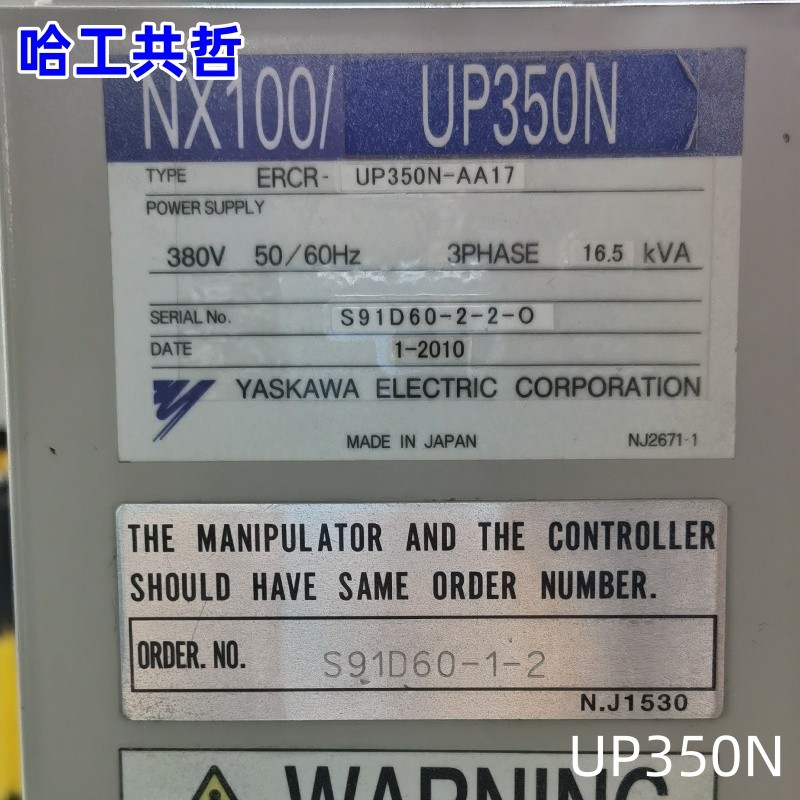 哈工共哲
NX100/ UP350N
TYPE ERCR- UP350N-AA17
POWER SUPPLY
380V 50/60Hz 3PHASE 16.5 kVA
SERIAL No. S91D60-2-2-0
DATE 1-2010
YASKAWA ELECTRIC CORPORATION
MADE IN JAPAN NJ2671-1
THE MANIPULATOR AND THE CONTROLLER
SHOULD HAVE SAME ORDER NUMBER.
ORDER. NO. S91D60-1-2
N.J1530
WARNING
UP350N